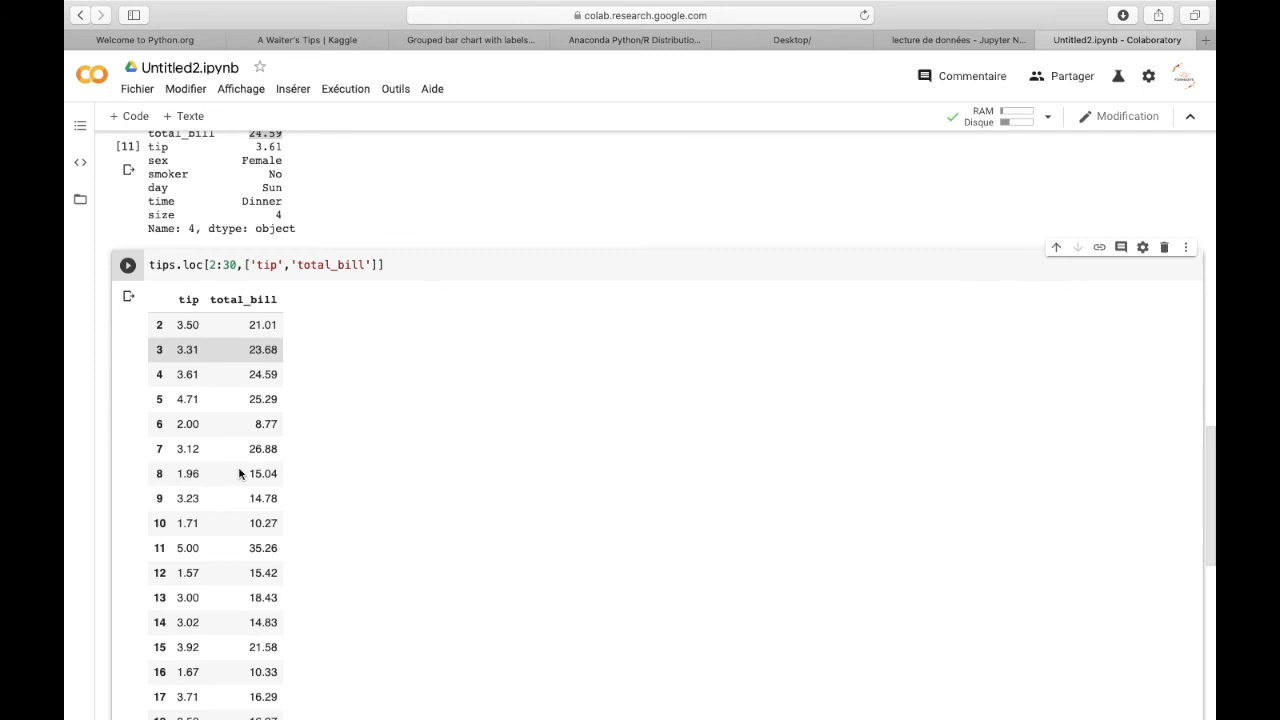 colab.research.google.com
Welcome to Python.org
A Waiter's Tips | Kaggle
Grouped bar chart with labels...
Anaconda Python/R Distributio...
Desktop/
lecture de données - Jupyter N...
Untitled2.ipynb - Colaboratory
Untitled2.ipynb
Commentaire
Partager
Fichier Modifier Affichage Insérer Exécution Outils Aide
+ Code + Texte
RAM
Disque
Modification
total_bill 24.59
[11] tip 3.61
sex Female
smoker No
day Sun
time Dinner
size 4
Name: 4, dtype: object
tips.loc[2:30,['tip','total_bill']]
tip total_bill
2 3.50 21.01
3 3.31 23.68
4 3.61 24.59
5 4.71 25.29
6 2.00 8.77
7 3.12 26.88
8 1.96 15.04
9 3.23 14.78
10 1.71 10.27
11 5.00 35.26
12 1.57 15.42
13 3.00 18.43
14 3.02 14.83
15 3.92 21.58
16 1.67 10.33
17 3.71 16.29